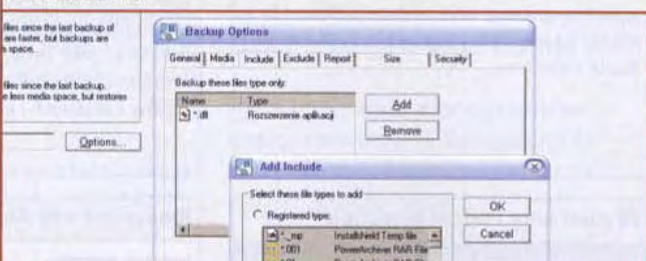 files since the last backup of
are faster, but backups are
s space.
files since the last backup.
e less media space, but restores
Options...
Backup Options
General Media Include Exclude Report Size Security
Backup these files type only:
Name Type
*.dll Rozszerzenie aplikacji
Add
Remove
Add Include
Select these file types to add
Registered type:
*._mp InstallShield Temp file
*.001 PowerArchiver RAR File
OK
Cancel